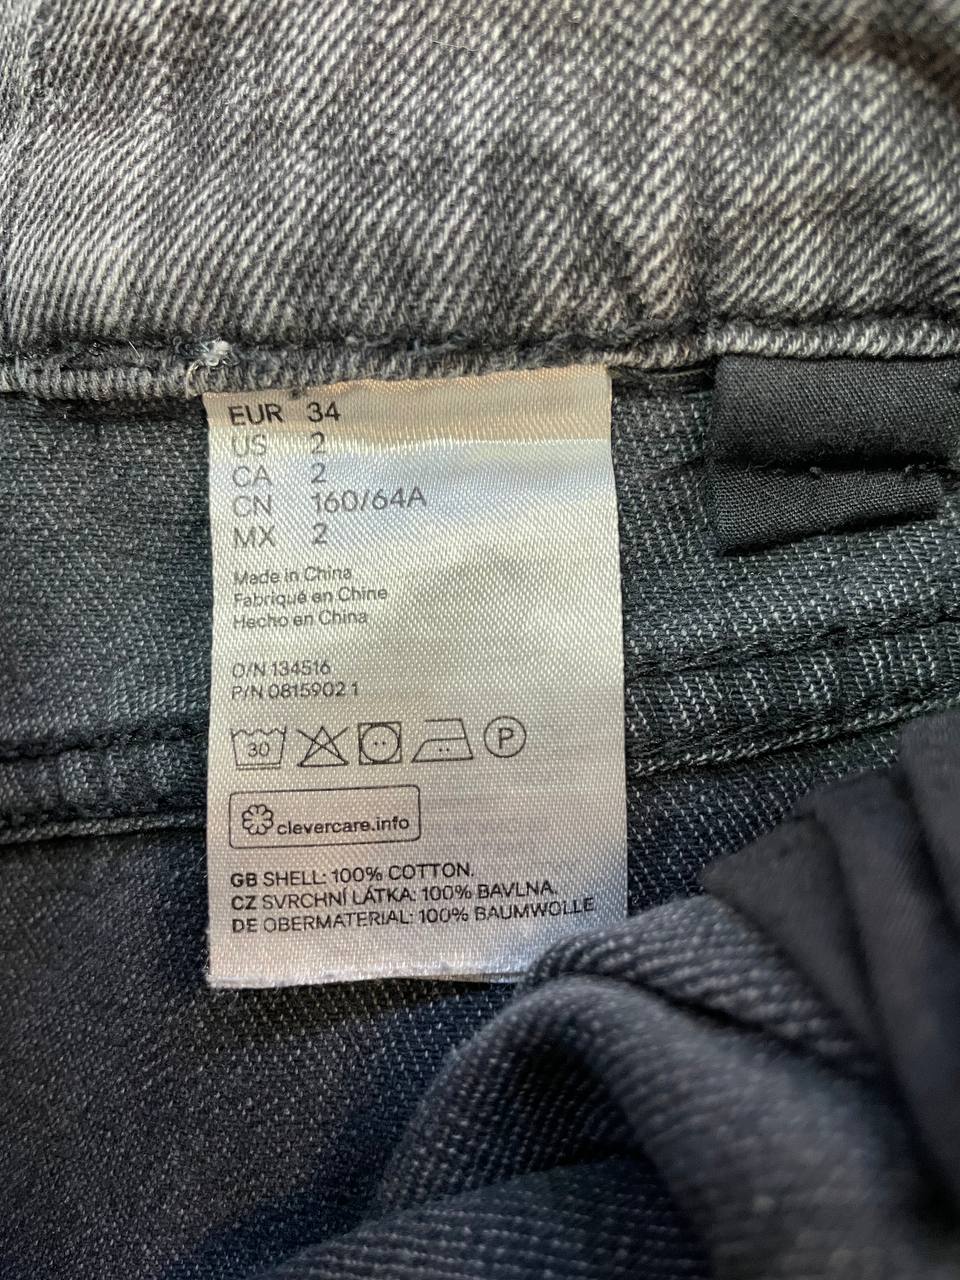 EUR 34
US 2
CA 2
CN 160/64A
MX 2
Made in China
Fabriqué en Chine
Hecho en China
O/N 134516
P/N 0815902 1
30 P
clevercare.info
GB SHELL: 100% COTTON.
CZ SVRCHNÍ LÁTKA: 100% BAVLNA.
DE OBERMATERIAL: 100% BAUMWOLLE